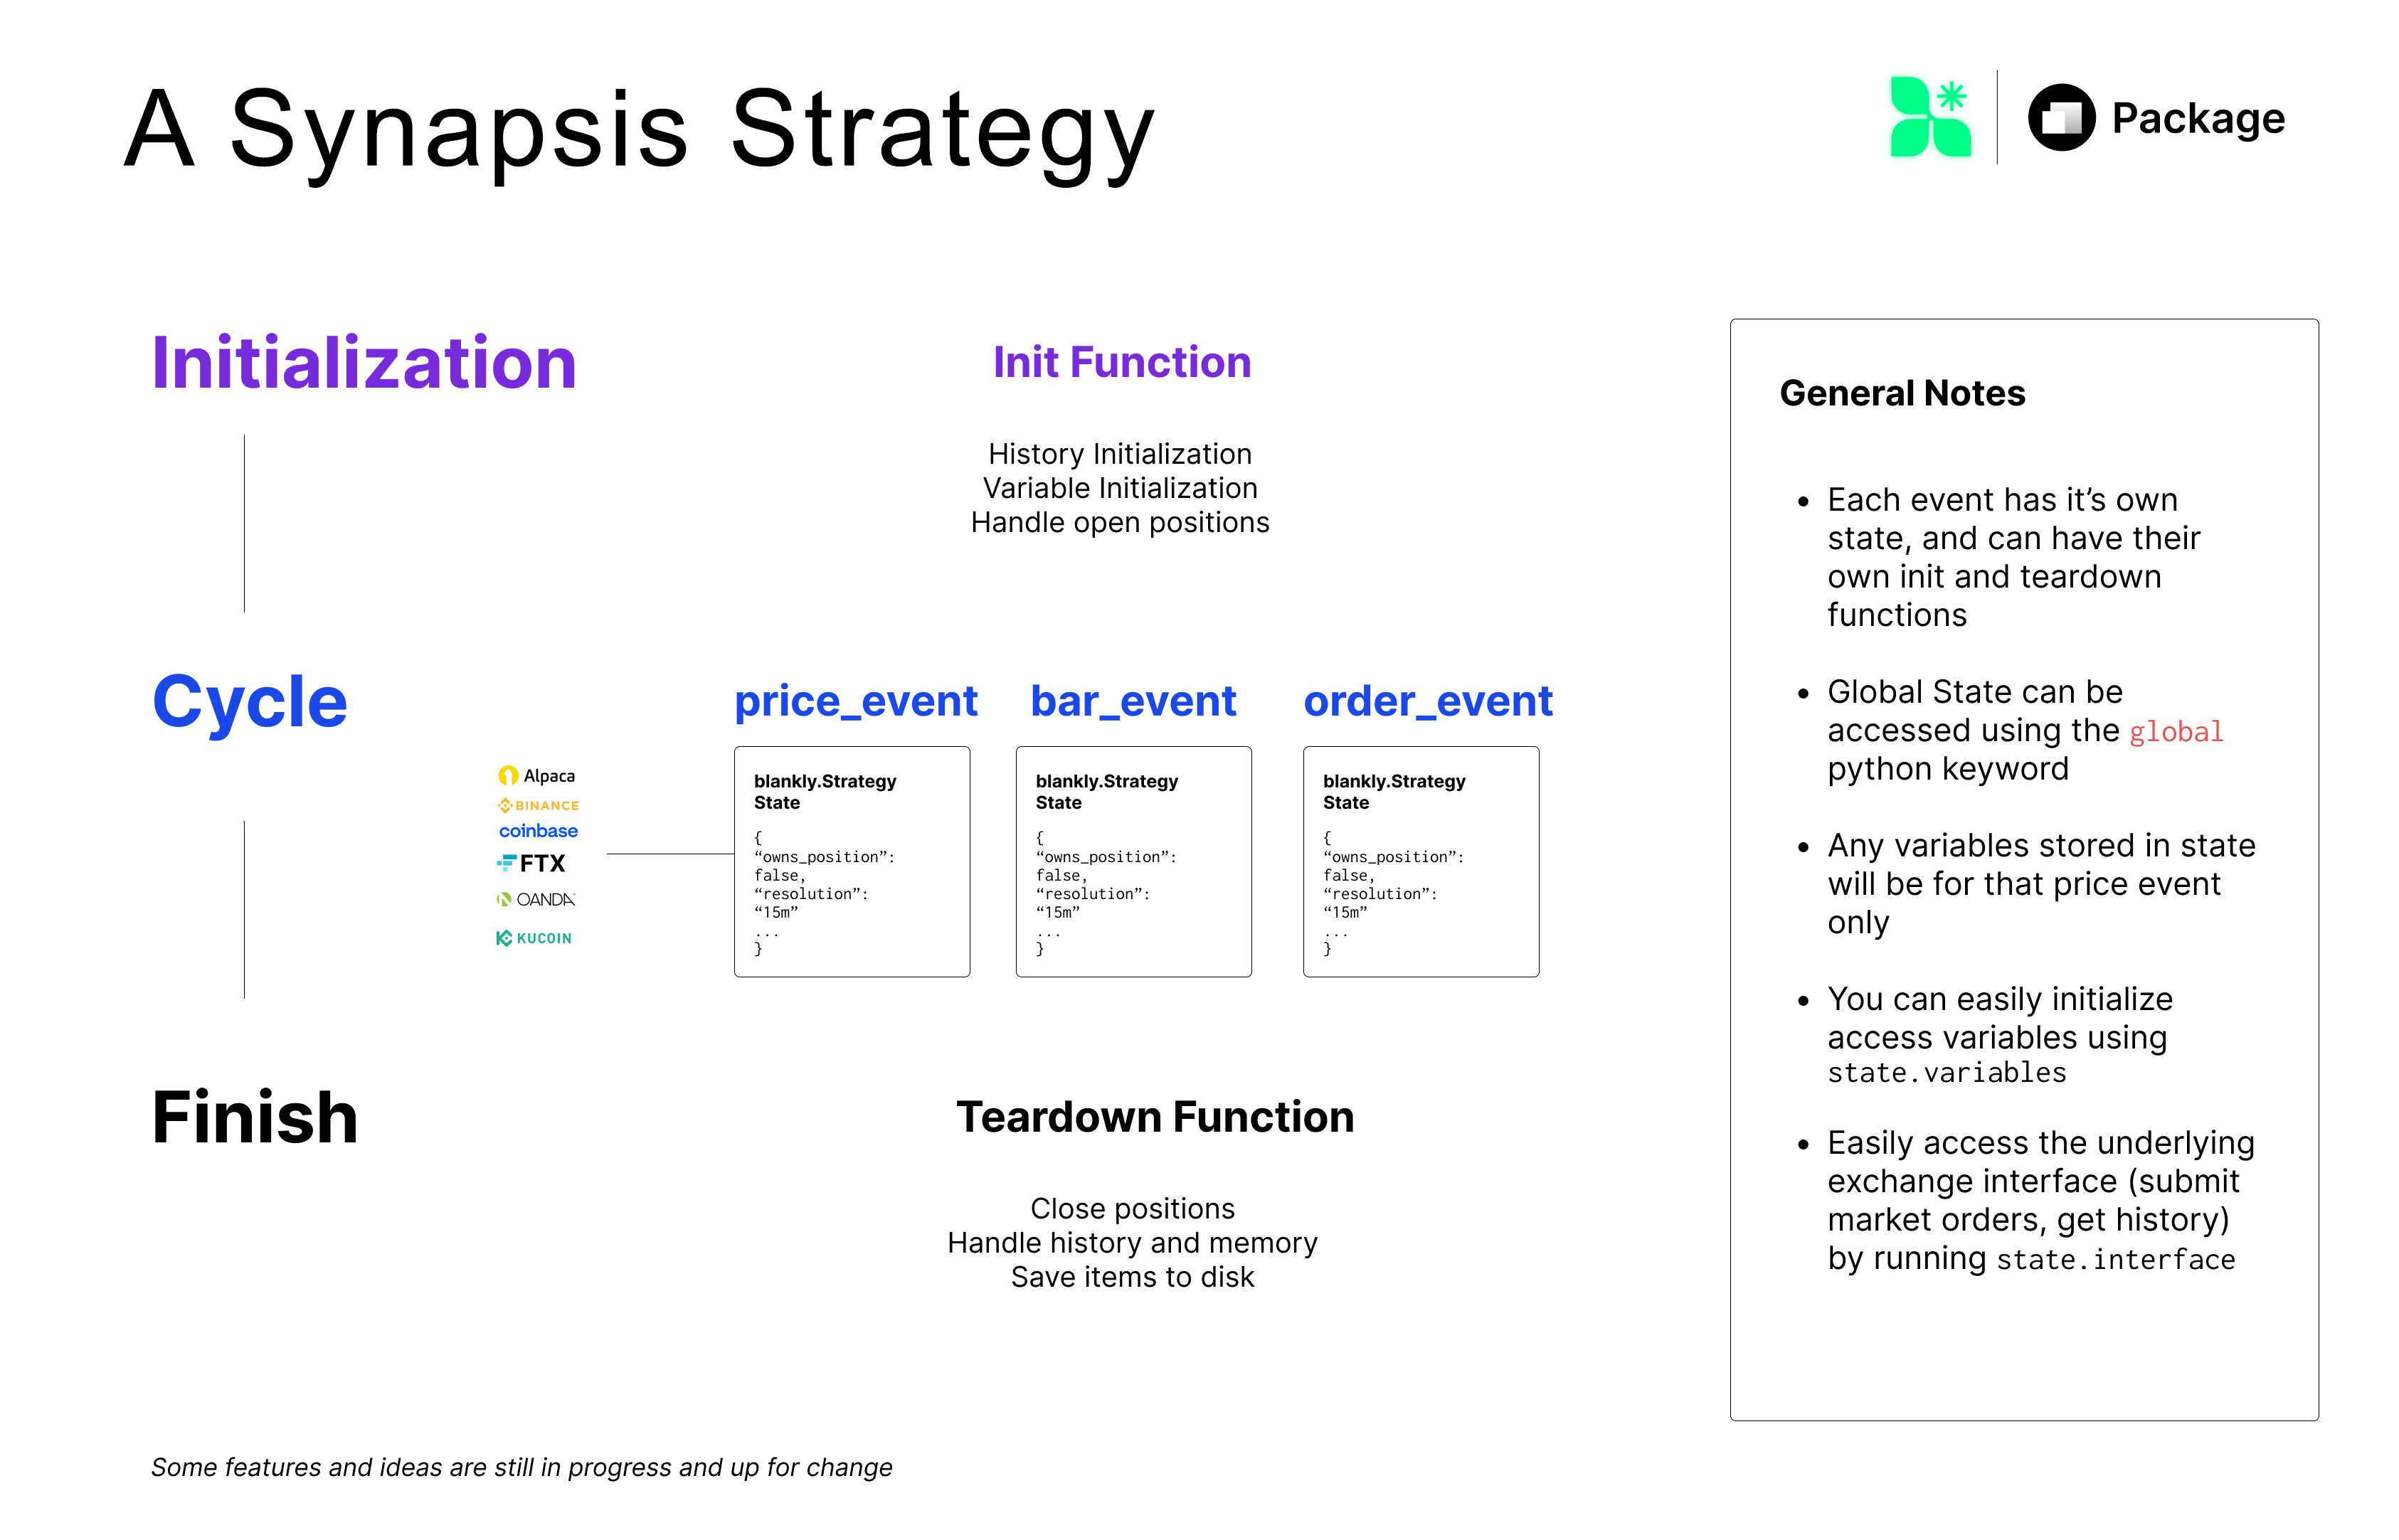 A Synapsis Strategy
Package
Initialization
Init Function
History Initialization
Variable Initialization
Handle open positions
Cycle
price_event
bar_event
order_event
Alpaca
BINANCE
coinbase
FTX
OANDA
KUCOIN
blankly.Strategy
State
{
“owns_position”:
false,
“resolution”:
“15m”
...
}
blankly.Strategy
State
{
“owns_position”:
false,
“resolution”:
“15m”
...
}
blankly.Strategy
State
{
“owns_position”:
false,
“resolution”:
“15m”
...
}
Finish
Teardown Function
Close positions
Handle history and memory
Save items to disk
General Notes
• Each event has it’s own
state, and can have their
own init and teardown
functions
• Global State can be
accessed using the global
python keyword
• Any variables stored in state
will be for that price event
only
• You can easily initialize
access variables using
state.variables
• Easily access the underlying
exchange interface (submit
market orders, get history)
by running state.interface
Some features and ideas are still in progress and up for change